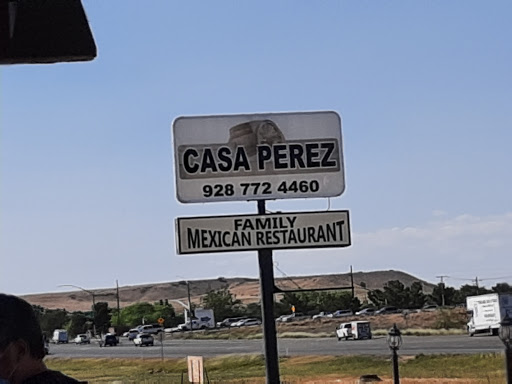 CASA PEREZ
928 772 4460
FAMILY
MEXICAN RESTAURANT